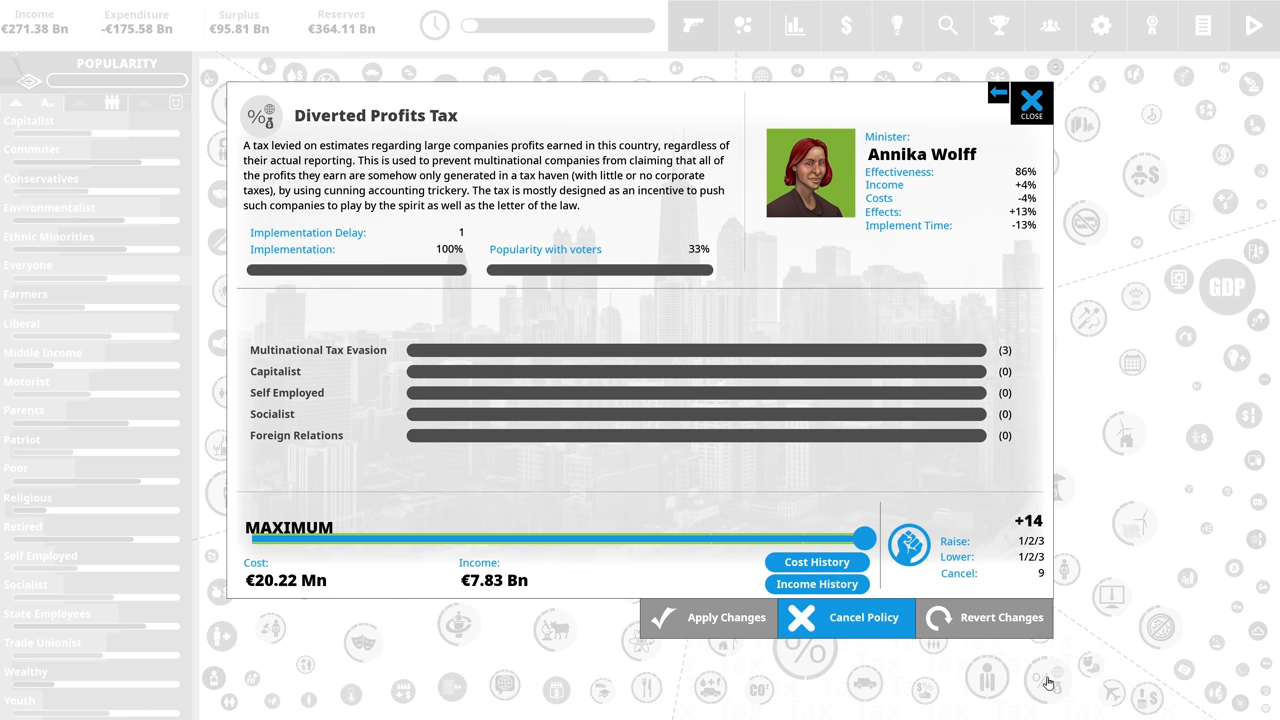 Income
€271.38 Bn
Expenditure
-€175.58 Bn
Surplus
€95.81 Bn
Reserves
€364.11 Bn
POPULARITY
Capitalist
Commuter
Conservatives
Environmentalist
Ethnic Minorities
Everyone
Farmers
Liberal
Middle Income
Motorist
Parents
Patriot
Poor
Religious
Retired
Self Employed
Socialist
State Employees
Trade Unionist
Wealthy
Youth
Diverted Profits Tax
A tax levied on estimates regarding large companies profits earned in this country, regardless of
their actual reporting. This is used to prevent multinational companies from claiming that all of
the profits they earn are somehow only generated in a tax haven (with little or no corporate
taxes), by using cunning accounting trickery. The tax is mostly designed as an incentive to push
such companies to play by the spirit as well as the letter of the law.
Implementation Delay: 1
Implementation: 100%
Popularity with voters 33%
CLOSE
Minister:
Annika Wolff
Effectiveness: 86%
Income +4%
Costs -4%
Effects: +13%
Implement Time: -13%
Multinational Tax Evasion (3)
Capitalist (0)
Self Employed (0)
Socialist (0)
Foreign Relations (0)
MAXIMUM
Cost:
€20.22 Mn
Income:
€7.83 Bn
Cost History
Income History
+14
Raise: 1/2/3
Lower: 1/2/3
Cancel: 9
Apply Changes
Cancel Policy
Revert Changes
GDP
CO²